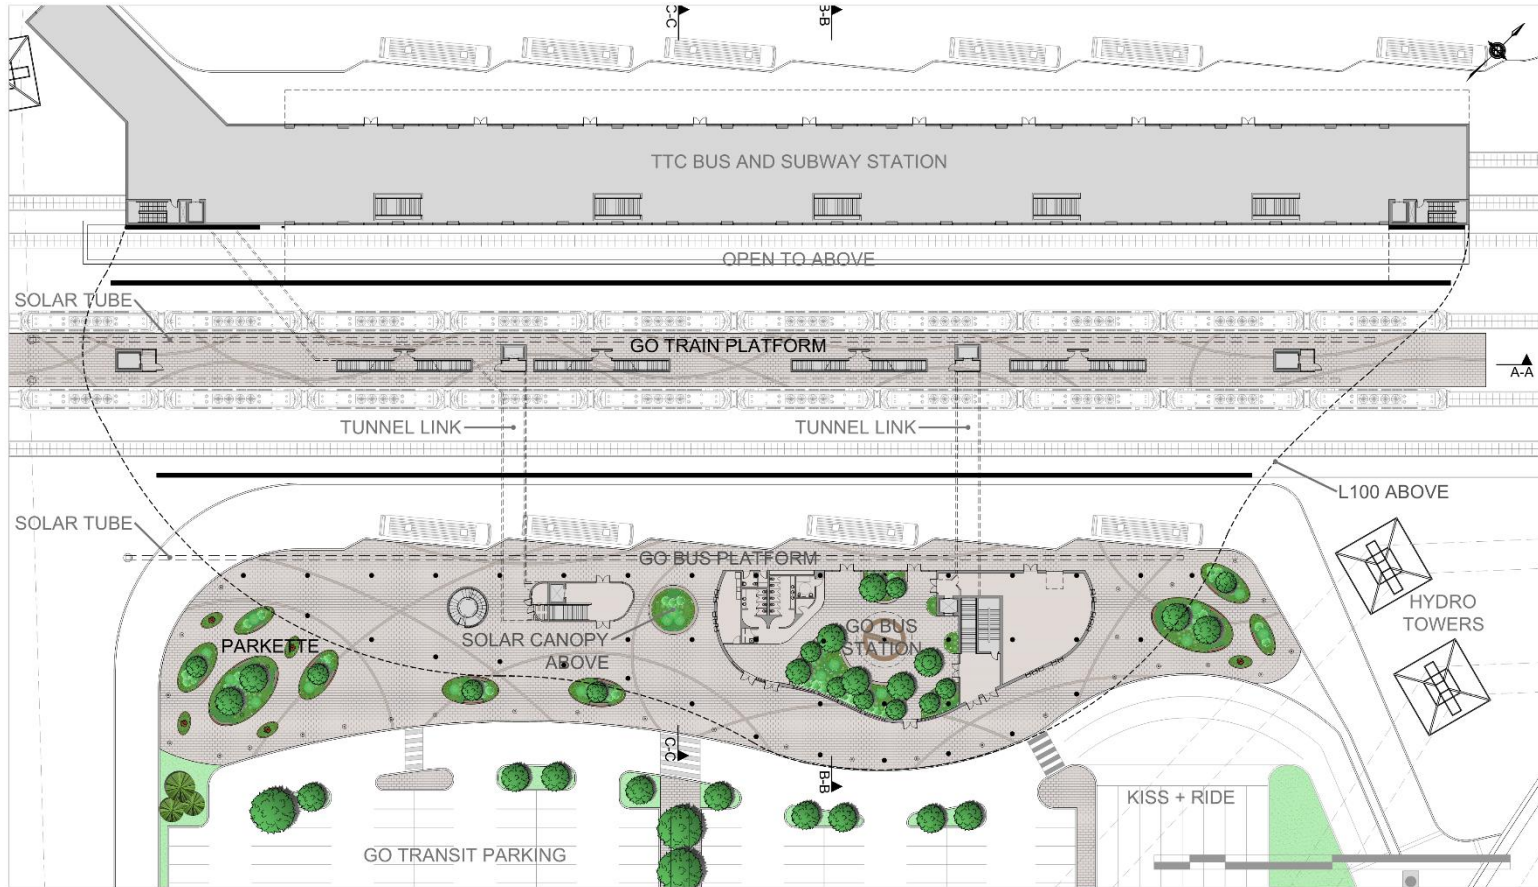 C-C
B-B
TTC BUS AND SUBWAY STATION
OPEN TO ABOVE
SOLAR TUBE
GO TRAIN PLATFORM
A-A
TUNNEL LINK
TUNNEL LINK
L100 ABOVE
SOLAR TUBE
GO BUS PLATFORM
HYDRO
TOWERS
GO BUS
STATION
SOLAR CANOPY
ABOVE
PARKETTE
C-C
B-B
KISS + RIDE
GO TRANSIT PARKING